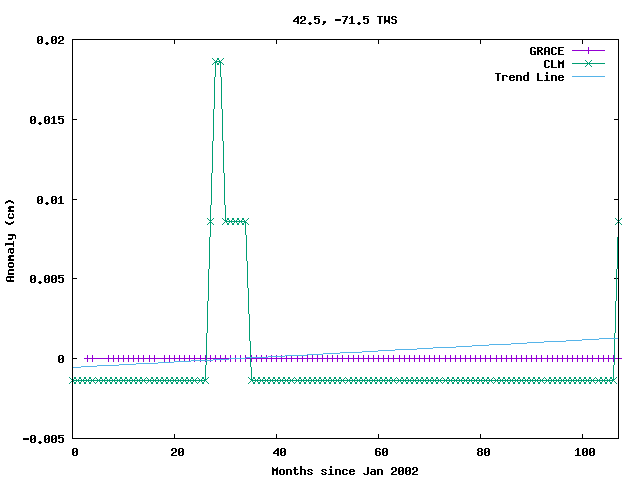 42.5, -71.5 TWS
0.02
GRACE
CLM
Trend Line
0.015
0.01
Anomaly (cm)
0.005
0
-0.005
0 20 40 60 80 100
Months since Jan 2002